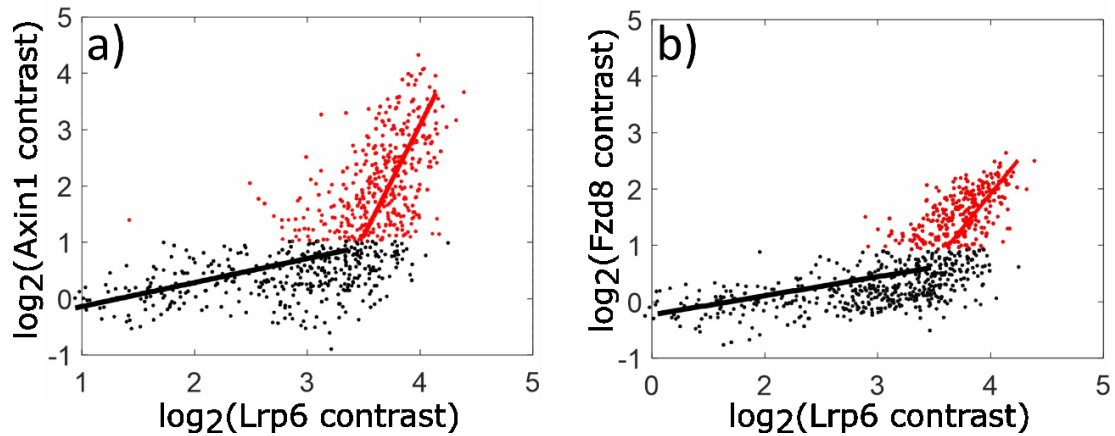 a)
log2(Axin1 contrast)
5
4
3
2
1
0
-1
1 2 3 4 5
log2(Lrp6 contrast)
b)
log2(Fzd8 contrast)
5
4
3
2
1
0
-1
0 2 3 4 5
log2(Lrp6 contrast)